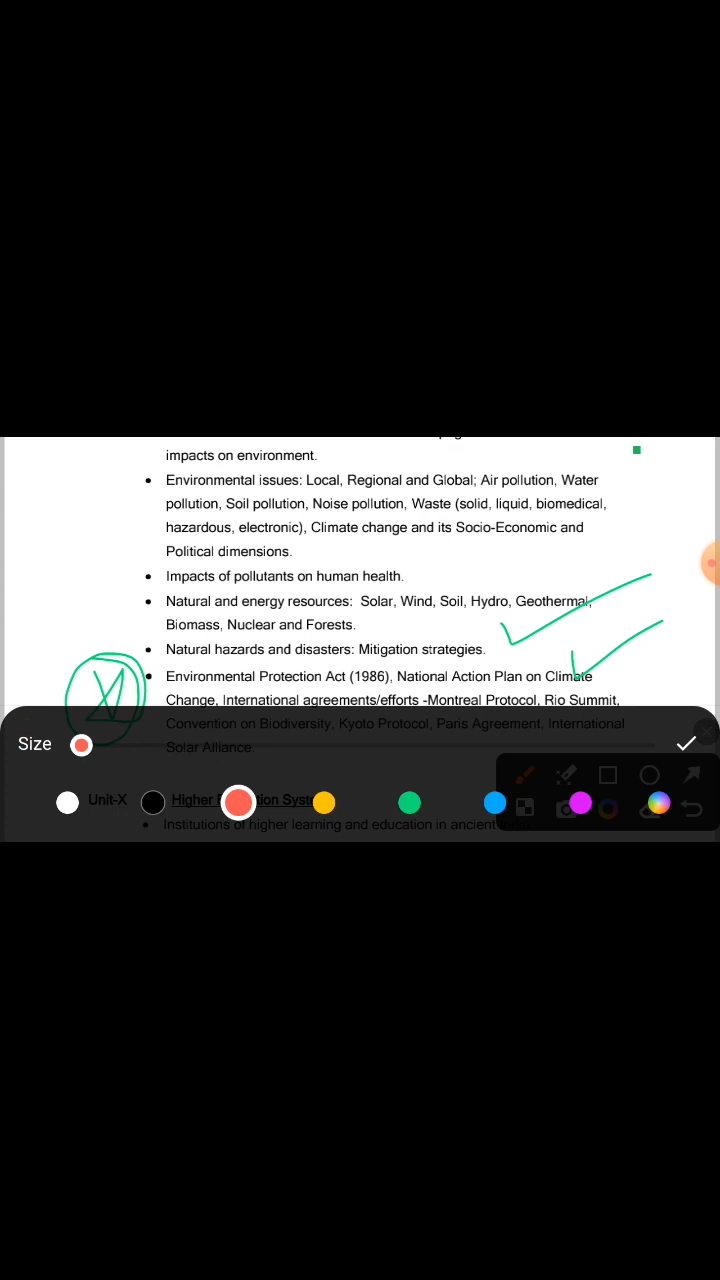 impacts on environment.
• Environmental issues: Local, Regional and Global; Air pollution, Water
pollution, Soil pollution, Noise pollution, Waste (solid, liquid, biomedical,
hazardous, electronic), Climate change and its Socio-Economic and
Political dimensions.
• Impacts of pollutants on human health.
• Natural and energy resources: Solar, Wind, Soil, Hydro, Geothermal,
Biomass, Nuclear and Forests.
• Natural hazards and disasters: Mitigation strategies.
• Environmental Protection Act (1986), National Action Plan on Climate
Change, International agreements/efforts -Montreal Protocol, Rio Summit,
Convention on Biodiversity, Kyoto Protocol, Paris Agreement, International
Size
Solar Alliance.
Unit-X Higher
• Institutions of higher learning and education in ancient